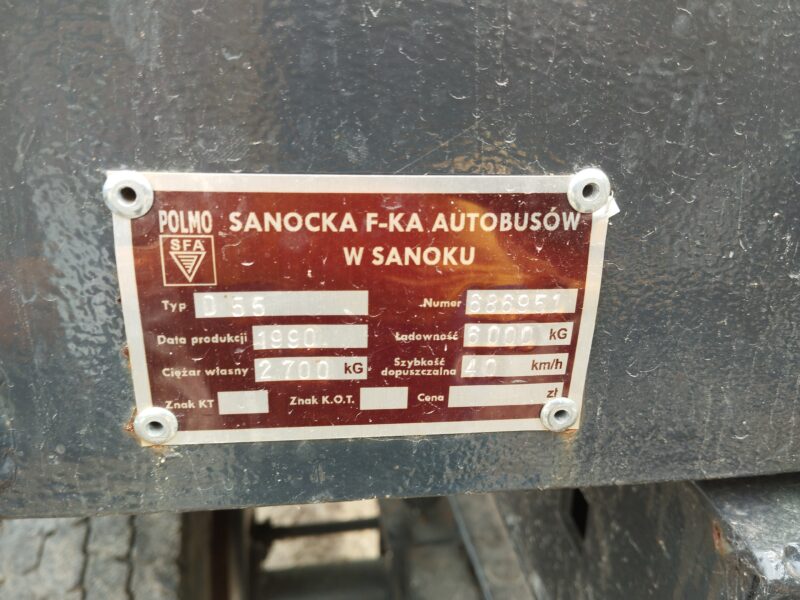 POLMO
SFA
SANOCKA F-KA AUTOBUSÓW
W SANOKU
Typ D 55
Numer 686951
Data produkcji 1990
Ładowność 6000 kG
Ciężar własny 2 700 kG
Szybkość dopuszczalna 40 km/h
Znak KT
Znak K.O.T.
Cena zł